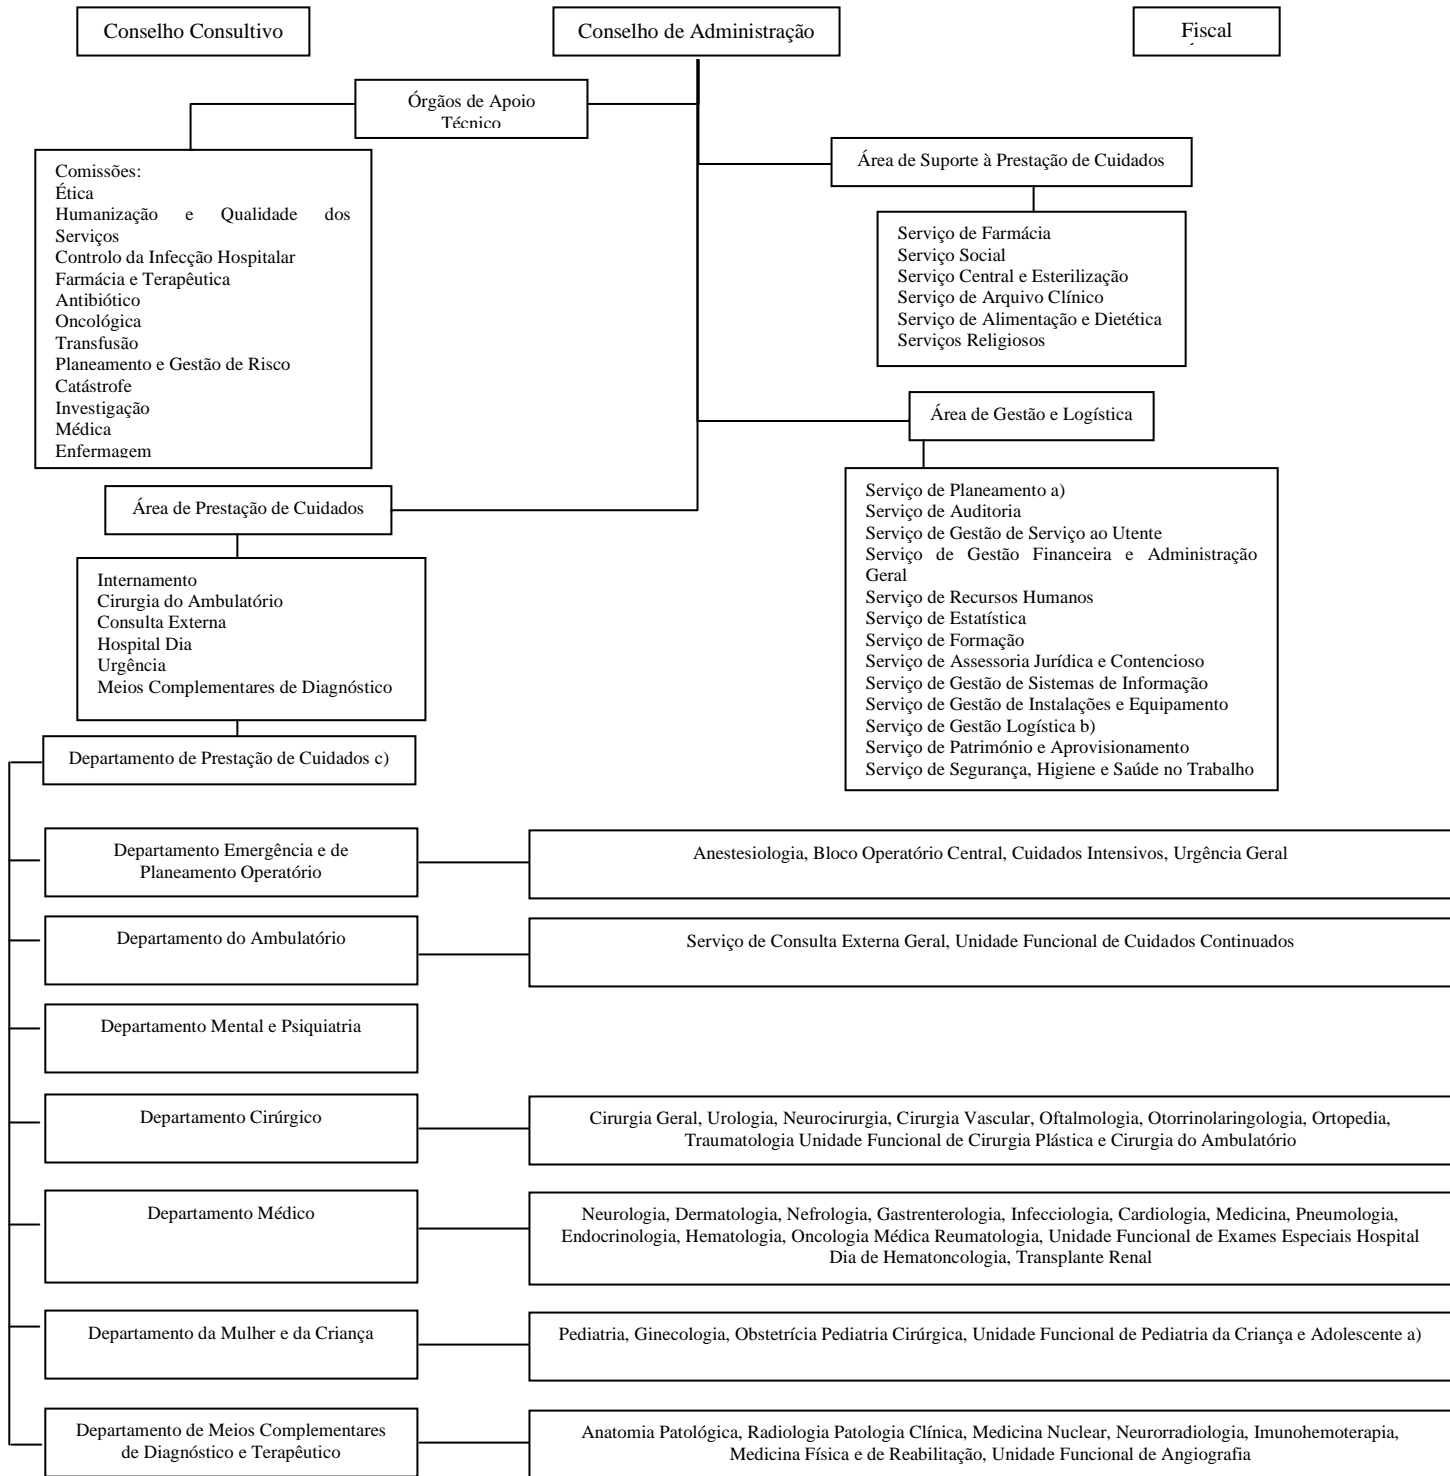 Conselho Consultivo
Conselho de Administração
Fiscal
Órgãos de Apoio
Técnico
Comissões:
Ética
Humanização e Qualidade dos
Serviços
Controlo da Infecção Hospitalar
Farmácia e Terapêutica
Antibiótico
Oncológica
Transfusão
Planeamento e Gestão de Risco
Catástrofe
Investigação
Médica
Enfermagem
Área de Suporte à Prestação de Cuidados
Serviço de Farmácia
Serviço Social
Serviço Central e Esterilização
Serviço de Arquivo Clínico
Serviço de Alimentação e Dietética
Serviços Religiosos
Área de Gestão e Logística
Serviço de Planeamento a)
Serviço de Auditoria
Serviço de Gestão de Serviço ao Utente
Serviço de Gestão Financeira e Administração
Geral
Serviço de Recursos Humanos
Serviço de Estatística
Serviço de Formação
Serviço de Assessoria Jurídica e Contencioso
Serviço de Gestão de Sistemas de Informação
Serviço de Gestão de Instalações e Equipamento
Serviço de Gestão Logística b)
Serviço de Património e Aprovisionamento
Serviço de Segurança, Higiene e Saúde no Trabalho
Área de Prestação de Cuidados
Internamento
Cirurgia do Ambulatório
Consulta Externa
Hospital Dia
Urgência
Meios Complementares de Diagnóstico
Departamento de Prestação de Cuidados c)
Departamento Emergência e de
Planeamento Operatório
Anestesiologia, Bloco Operatório Central, Cuidados Intensivos, Urgência Geral
Departamento do Ambulatório
Serviço de Consulta Externa Geral, Unidade Funcional de Cuidados Continuados
Departamento Mental e Psiquiatria
Departamento Cirúrgico
Cirurgia Geral, Urologia, Neurocirurgia, Cirurgia Vascular, Oftalmologia, Otorrinolaringologia, Ortopedia,
Traumatologia Unidade Funcional de Cirurgia Plástica e Cirurgia do Ambulatório
Departamento Médico
Neurologia, Dermatologia, Nefrologia, Gastrenterologia, Infecciologia, Cardiologia, Medicina, Pneumologia,
Endocrinologia, Hematologia, Oncologia Médica Reumatologia, Unidade Funcional de Exames Especiais Hospital
Dia de Hematoncologia, Transplante Renal
Departamento da Mulher e da Criança
Pediatria, Ginecologia, Obstetrícia Pediatria Cirúrgica, Unidade Funcional de Pediatria da Criança e Adolescente a)
Departamento de Meios Complementares
de Diagnóstico e Terapêutico
Anatomia Patológica, Radiologia Patologia Clínica, Medicina Nuclear, Neurorradiologia, Imunohemoterapia,
Medicina Física e de Reabilitação, Unidade Funcional de Angiografia